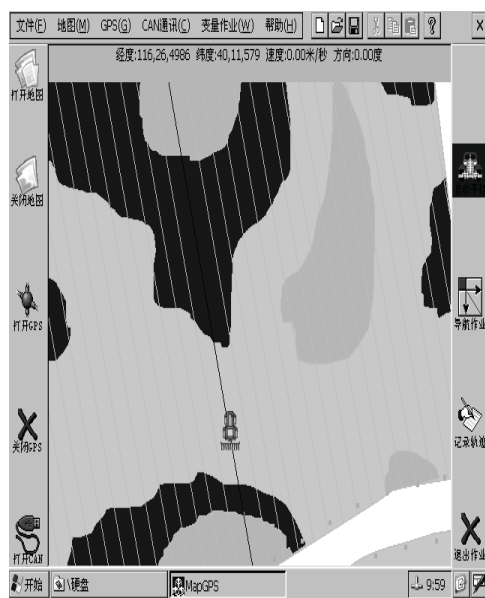 文件(F) 地图(M) GPS(G) CAN通讯(C) 变量作业(W) 帮助(H)
经度:116,26,4986 纬度:40,11,579 速度:0.00米/秒 方向:0.00度
打开地图
关闭地图
打开GPS
导航作业
关闭GPS
记录轨迹
打开CAN
退出作业
开始 \硬盘 MapGPS 9:59